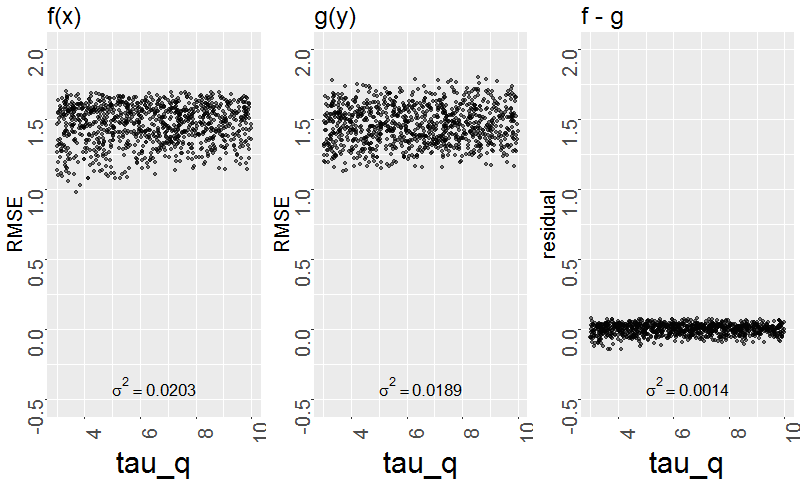 f(x)
RMSE
2.0
1.5
1.0
0.5
0.0
-0.5
σ² = 0.0203
4 6 8 10
tau_q
g(y)
RMSE
2.0
1.5
1.0
0.5
0.0
-0.5
σ² = 0.0189
4 6 8 10
tau_q
f - g
residual
2.0
1.5
1.0
0.5
0.0
-0.5
σ² = 0.0014
4 6 8 10
tau_q